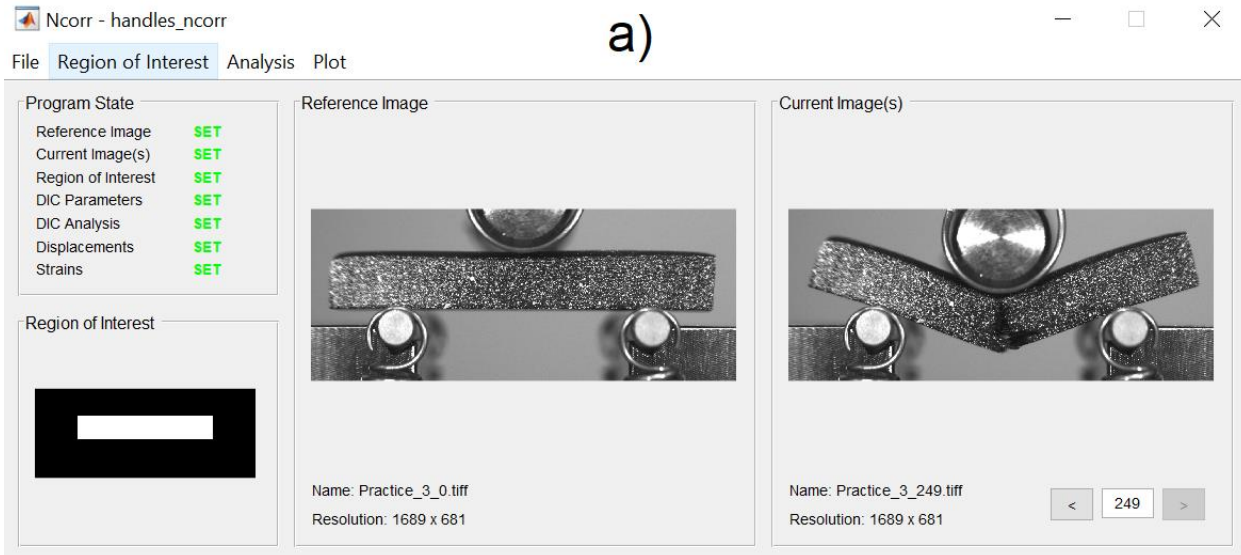 Ncorr - handles_ncorr
a)
File Region of Interest Analysis Plot
Program State
Reference Image SET
Current Image(s) SET
Region of Interest SET
DIC Parameters SET
DIC Analysis SET
Displacements SET
Strains SET
Region of Interest
Reference Image
Name: Practice_3_0.tiff
Resolution: 1689 x 681
Current Image(s)
Name: Practice_3_249.tiff
Resolution: 1689 x 681
< 249 >